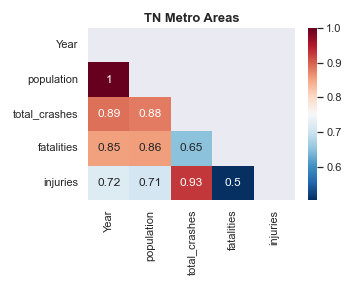 TN Metro Areas
Year
population
1
total_crashes
0.89 0.88
fatalities
0.85 0.86 0.65
injuries
0.72 0.71 0.93 0.5
Year
population
total_crashes
fatalities
injuries
1.0
0.9
0.8
0.7
0.6